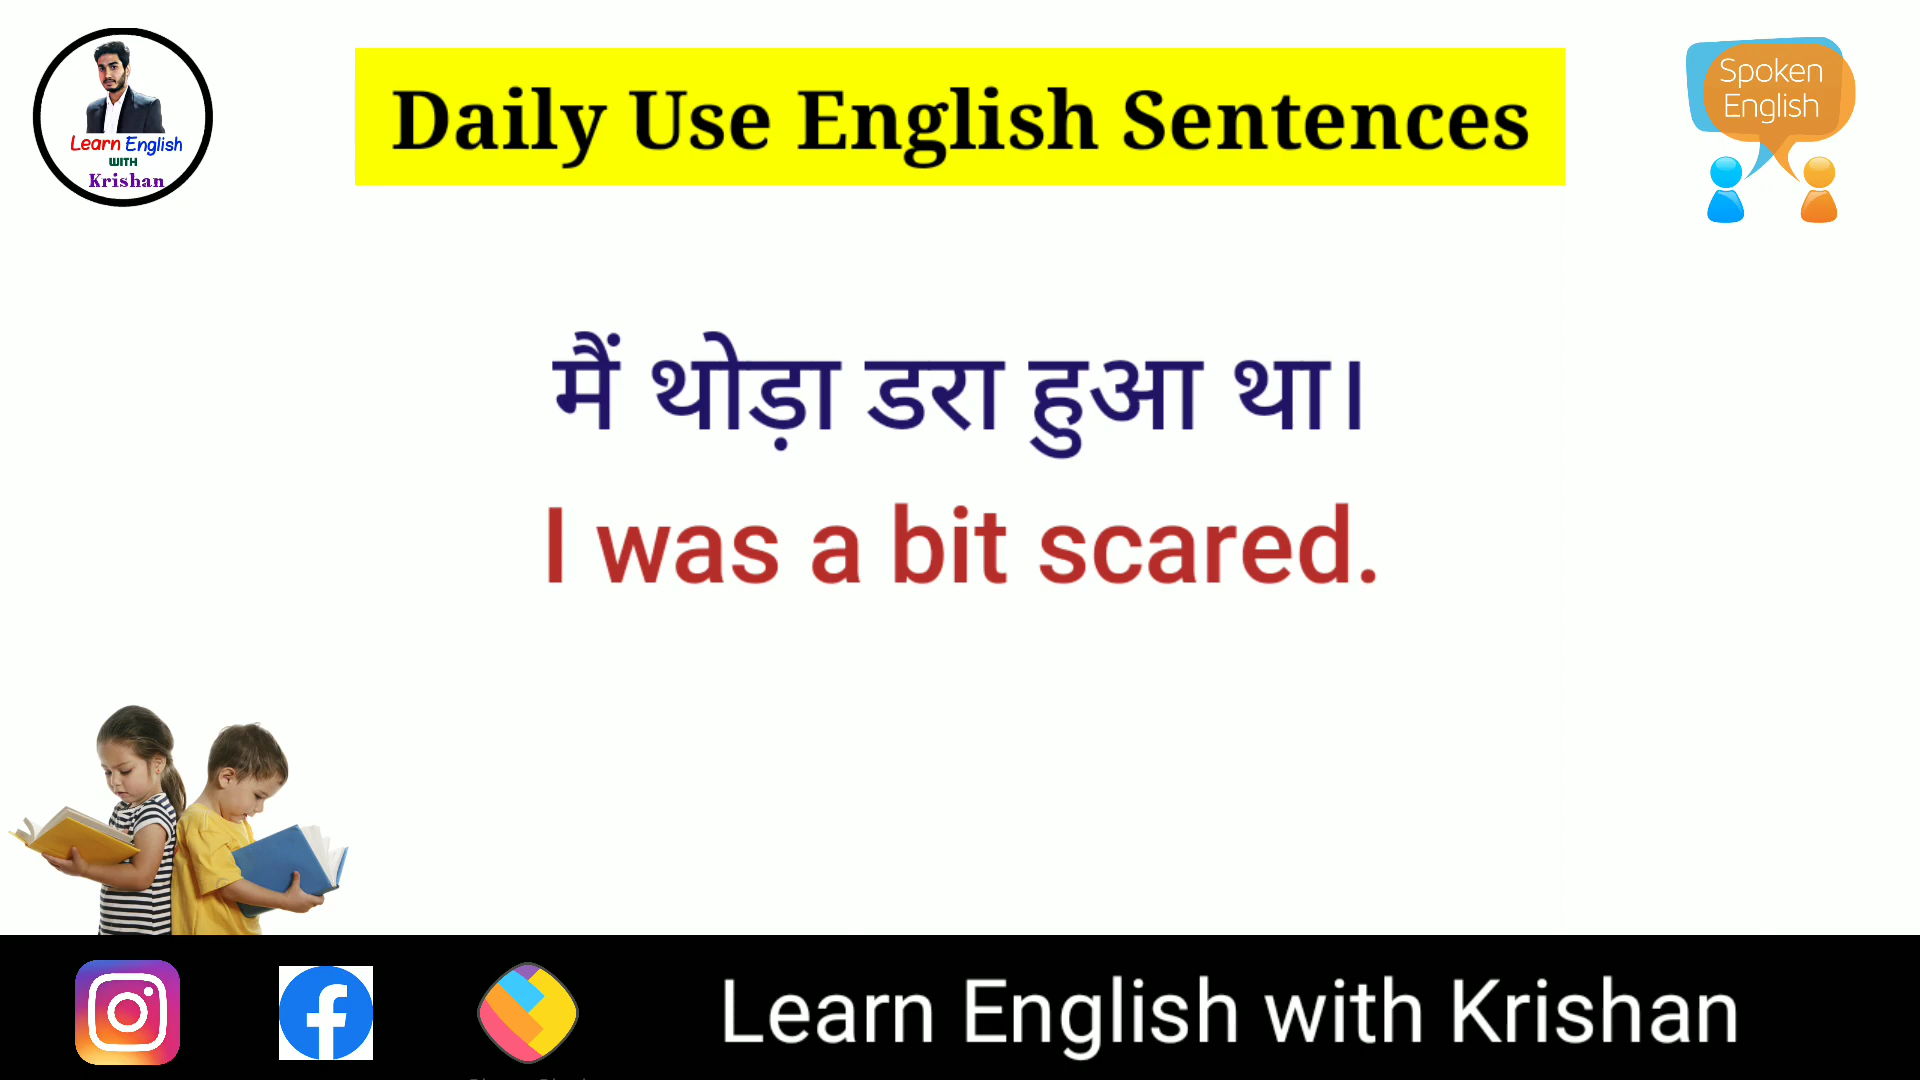 Learn English
WITH
Krishan
Daily Use English Sentences
Spoken
English
मैं थोड़ा डरा हुआ था।
I was a bit scared.
Learn English with Krishan